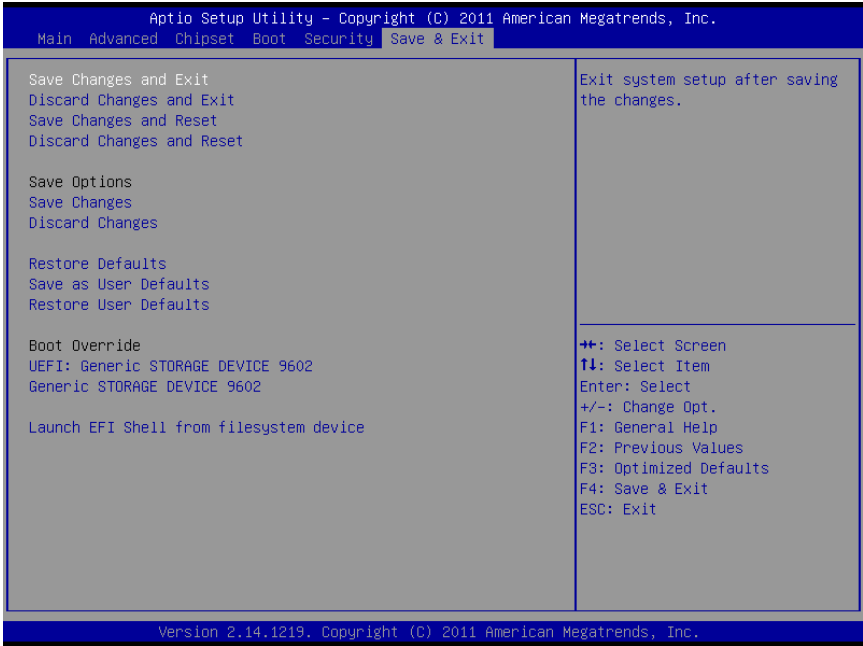 Aptio Setup Utility – Copyright (C) 2011 American Megatrends, Inc.
Main Advanced Chipset Boot Security Save & Exit
Save Changes and Exit
Discard Changes and Exit
Save Changes and Reset
Discard Changes and Reset
Save Options
Save Changes
Discard Changes
Restore Defaults
Save as User Defaults
Restore User Defaults
Boot Override
UEFI: Generic STORAGE DEVICE 9602
Generic STORAGE DEVICE 9602
Launch EFI Shell from filesystem device
Exit system setup after saving
the changes.
→←: Select Screen
↑↓: Select Item
Enter: Select
+/-: Change Opt.
F1: General Help
F2: Previous Values
F3: Optimized Defaults
F4: Save & Exit
ESC: Exit
Version 2.14.1219. Copyright (C) 2011 American Megatrends, Inc.